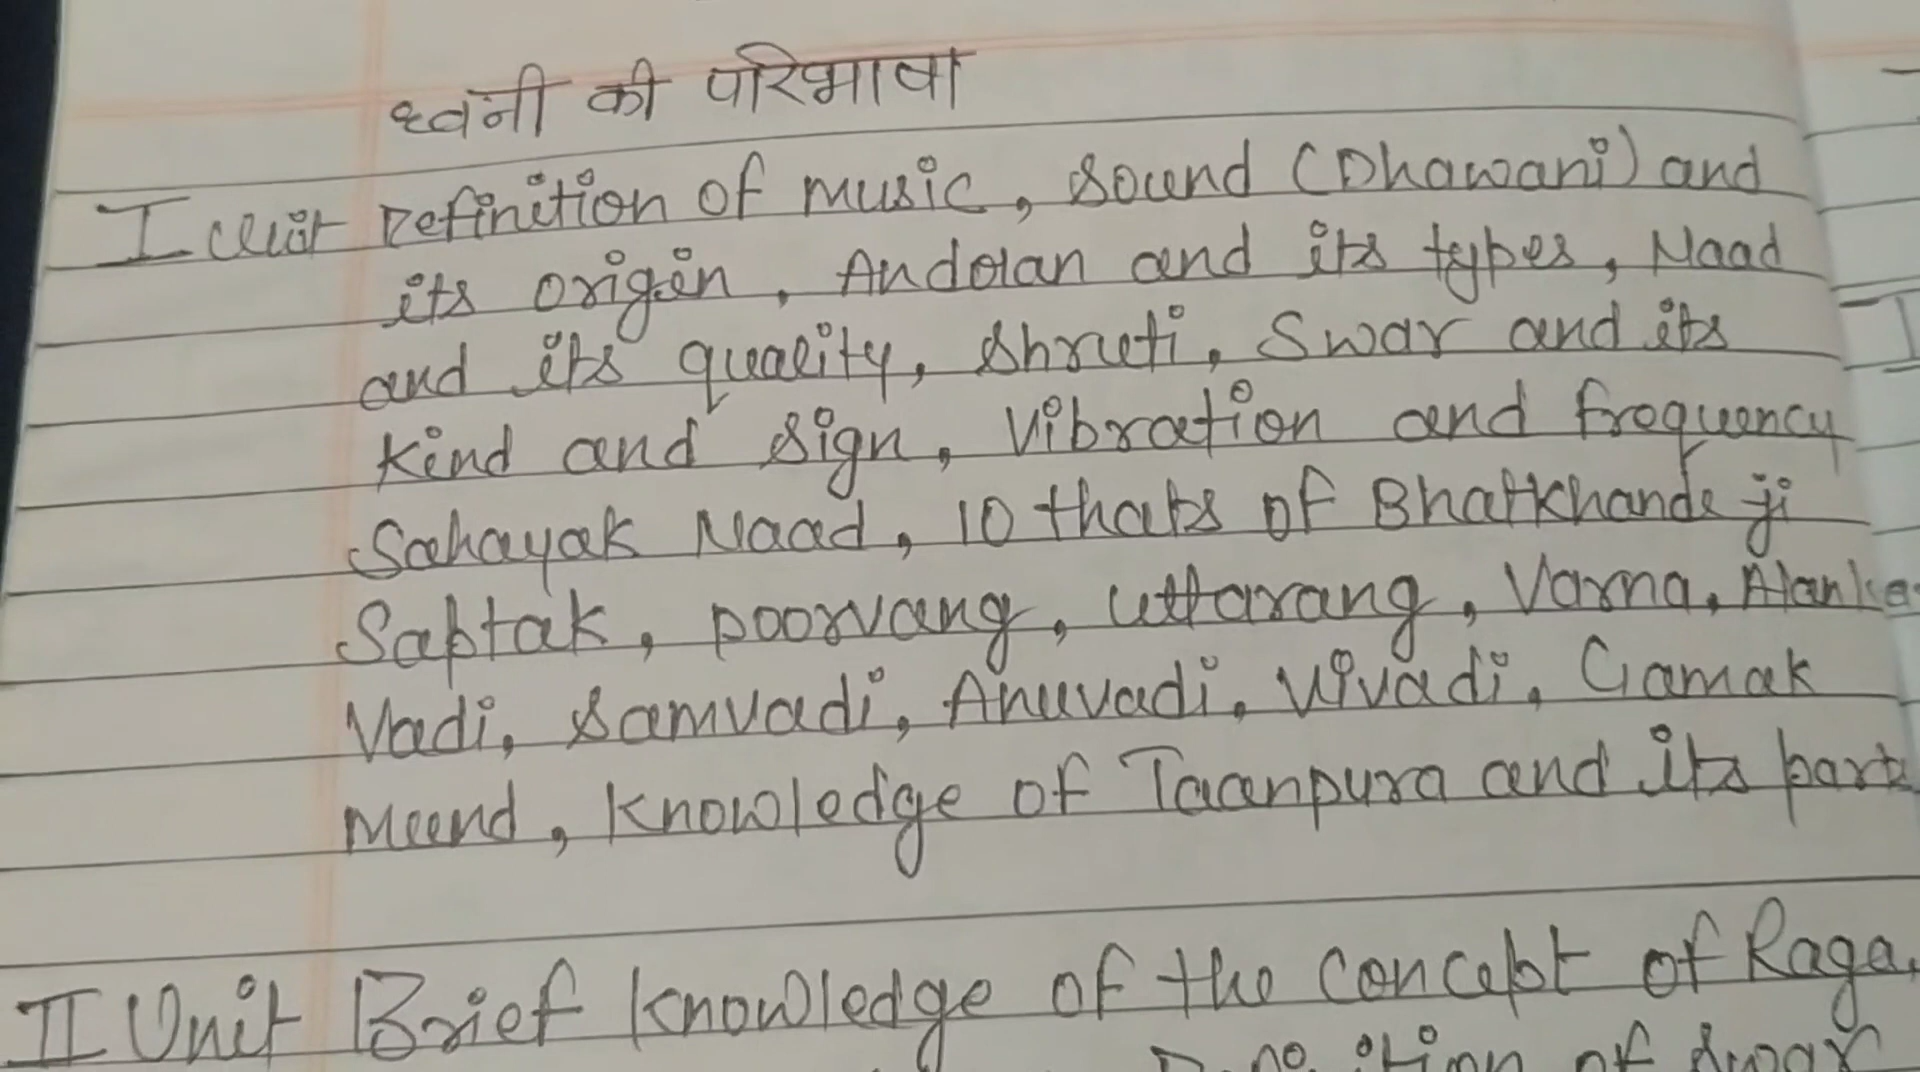 ध्वनी की परिभाषा
I Unit Definition of music, Sound (Dhawani) and
its origin, Andolan and its types, Naad
and its quality, Shruti, Swar and its
kind and sign, Vibration and frequency
Sahayak Naad, 10 thats of Bhatkhande ji
Saptak, poorvang, uttarang, Varna, Alanka
Vadi, Samvadi, Anuvadi, Vivadi, Gamak
Meend, Knowledge of Taanpura and its parts
II Unit Brief knowledge of the concept of Raga,
of Swar